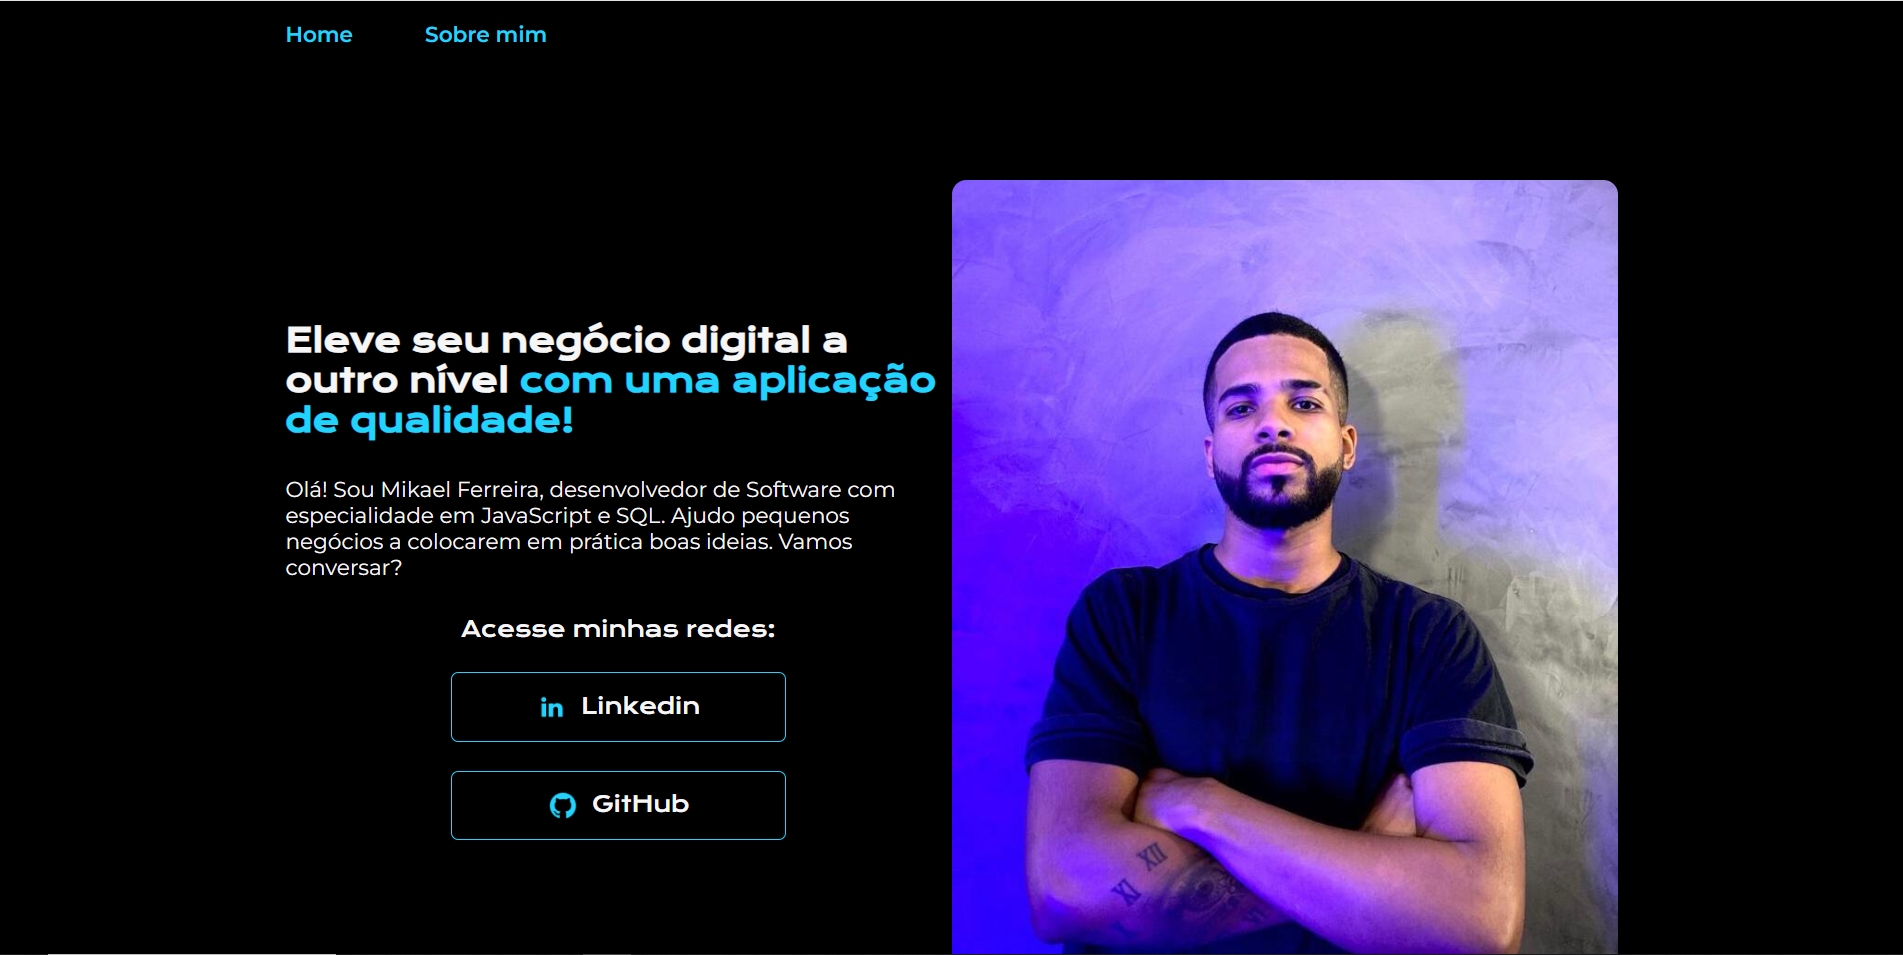 Home
Sobre mim
Eleve seu negócio digital a
outro nível com uma aplicação
de qualidade!
Olá! Sou Mikael Ferreira, desenvolvedor de Software com
especialidade em JavaScript e SQL. Ajudo pequenos
negócios a colocarem em prática boas ideias. Vamos
conversar?
Acesse minhas redes:
in Linkedin
GitHub
XII
XI